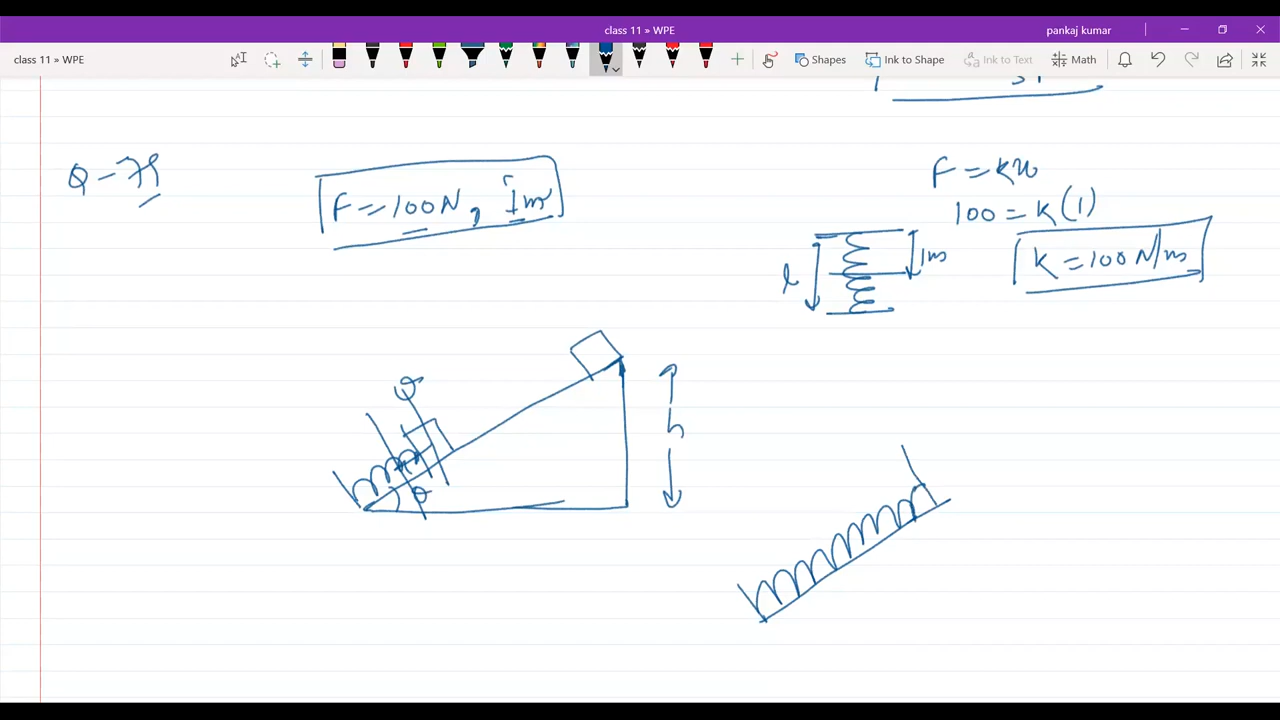 class 11 » WPE
pankaj kumar
class 11 » WPE
Shapes
Ink to Shape
Ink to Text
Math
Q-79
F = 100N, 1m
F = Kx
100 = K(1)
K = 100 N/m
l
1m
θ
h